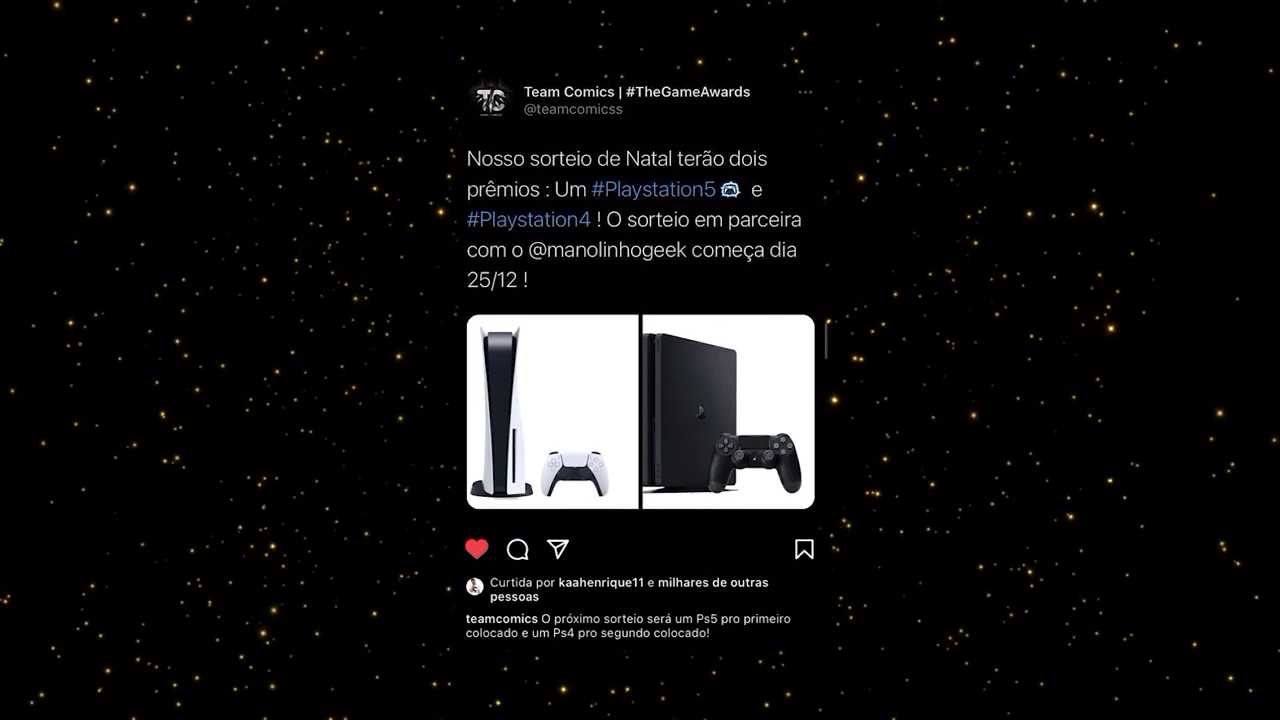 Team Comics | #TheGameAwards
@teamcomicss
Nosso sorteio de Natal terão dois
prêmios : Um #Playstation5 e
#Playstation4 ! O sorteio em parceira
com o @manolinhogeek começa dia
25/12 !
Curtida por kaahenrique11 e milhares de outras
pessoas
teamcomics O próximo sorteio será um Ps5 pro primeiro
colocado e um Ps4 pro segundo colocado!